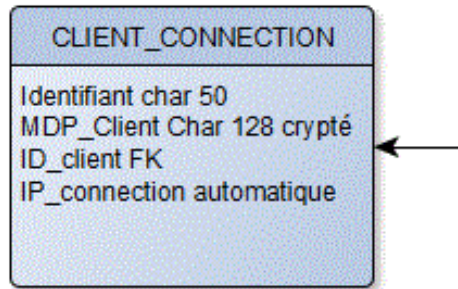 CLIENT_CONNECTION
Identifiant char 50
MDP_Client Char 128 crypté
ID_client FK
IP_connection automatique